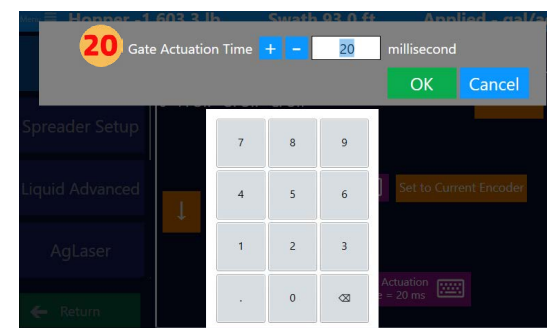 Menu Hopper -1,603.3 lb Swath 93.0 ft Applied - gal/ac
20 Gate Actuation Time + - 20 millisecond
OK Cancel
Spreader Setup
7 8 9
Liquid Advanced
4 5 6
Set to Current Encoder
↓
AgLaser
1 2 3
Actuation
= 20 ms
. 0
← Return